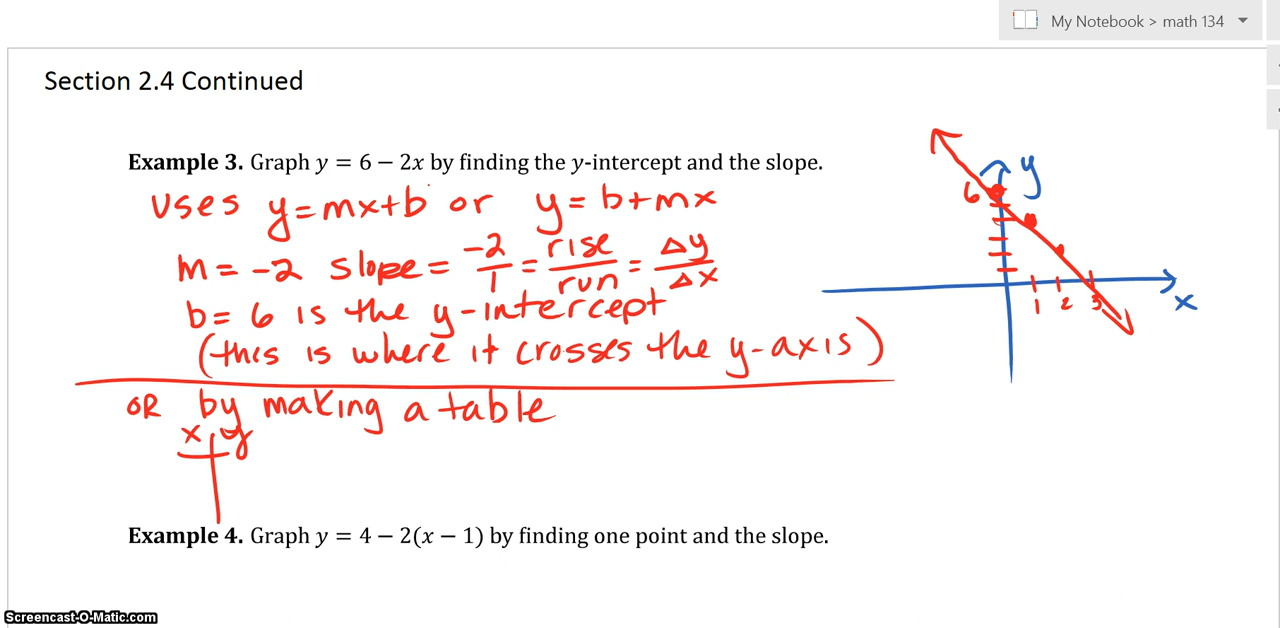 My Notebook > math 134
Section 2.4 Continued
Example 3. Graph y = 6 − 2x by finding the y-intercept and the slope.
uses y=mx+b or y=b+mx
m=-2 slope = -2/1 = rise/run = Δy/Δx
b=6 is the y-intercept
(this is where it crosses the y-axis)
OR by making a table
x y
Example 4. Graph y = 4 − 2(x − 1) by finding one point and the slope.
y
6
1 2 3
x
Screencast-O-Matic.com